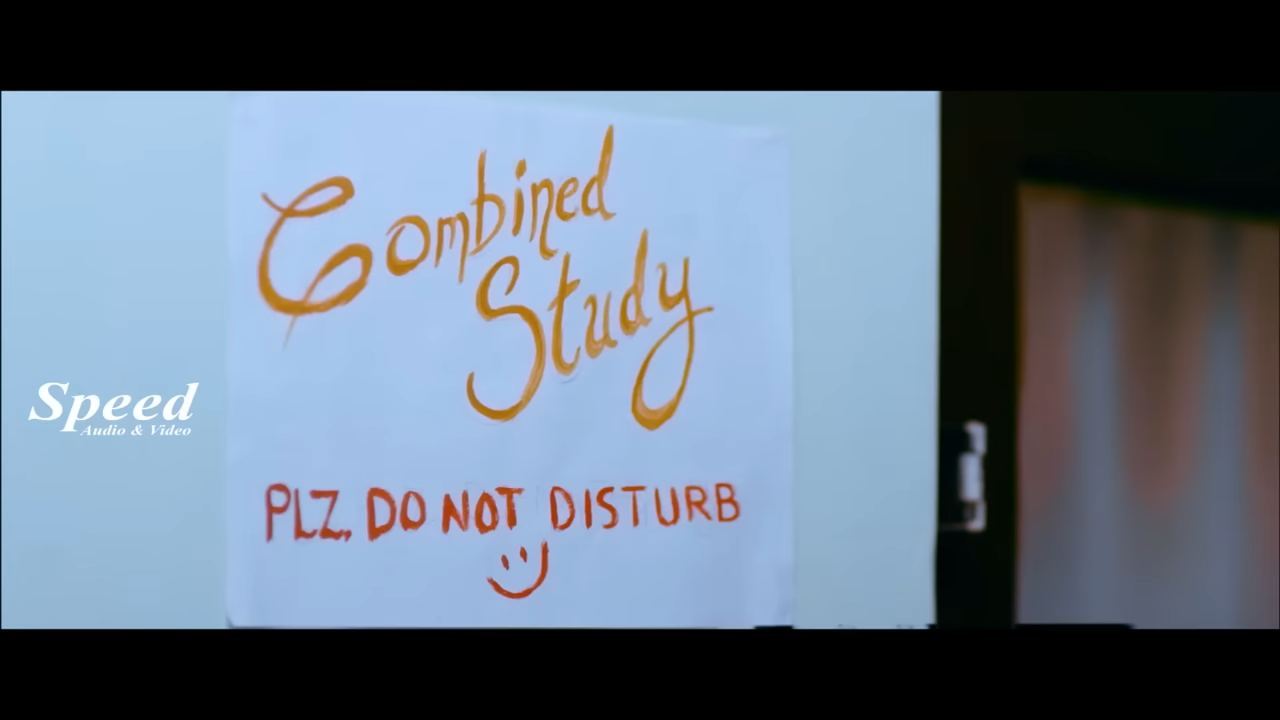 Combined
Study
PLZ. DO NOT DISTURB
Speed
Audio & Video